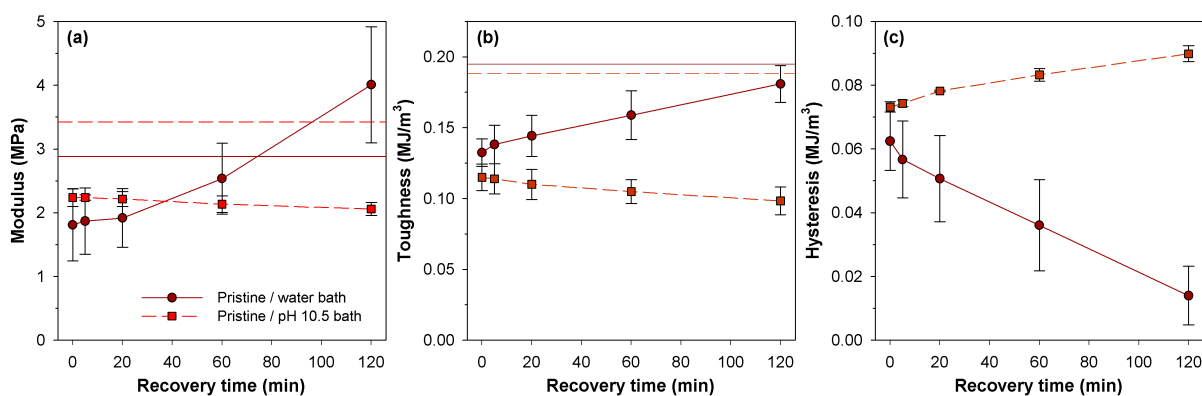 (a)
Modulus (MPa)
5
4
3
2
1
0
Pristine / water bath
Pristine / pH 10.5 bath
0 20 40 60 80 100 120
Recovery time (min)
(b)
Toughness (MJ/m³)
0.20
0.15
0.10
0.05
0.00
0 20 40 60 80 100 120
Recovery time (min)
(c)
Hysteresis (MJ/m³)
0.10
0.08
0.06
0.04
0.02
0.00
0 20 40 60 80 100 120
Recovery time (min)